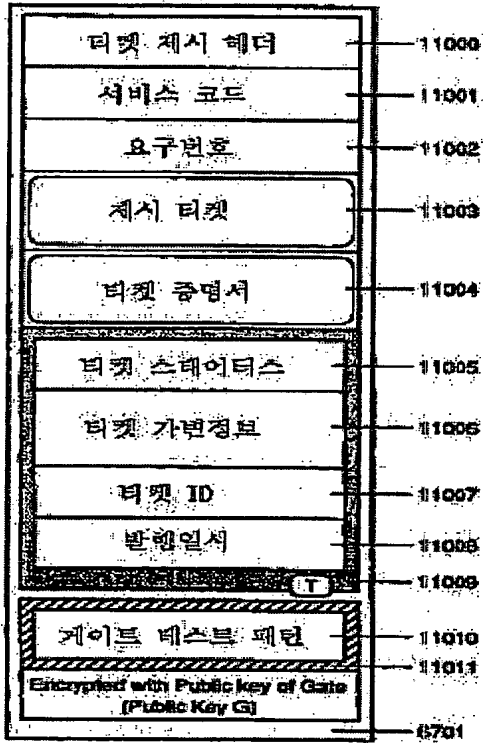 티켓 제시 헤더 11000
서비스 코드 11001
요구번호 11002
제시 티켓 11003
티켓 증명서 11004
티켓 스테이터스 11005
티켓 가변정보 11006
티켓 ID 11007
발행일시 11008
T 11009
게이트 테스트 패턴 11010
11011
Encrypted with Public key of Gate
(Public Key G)
6701